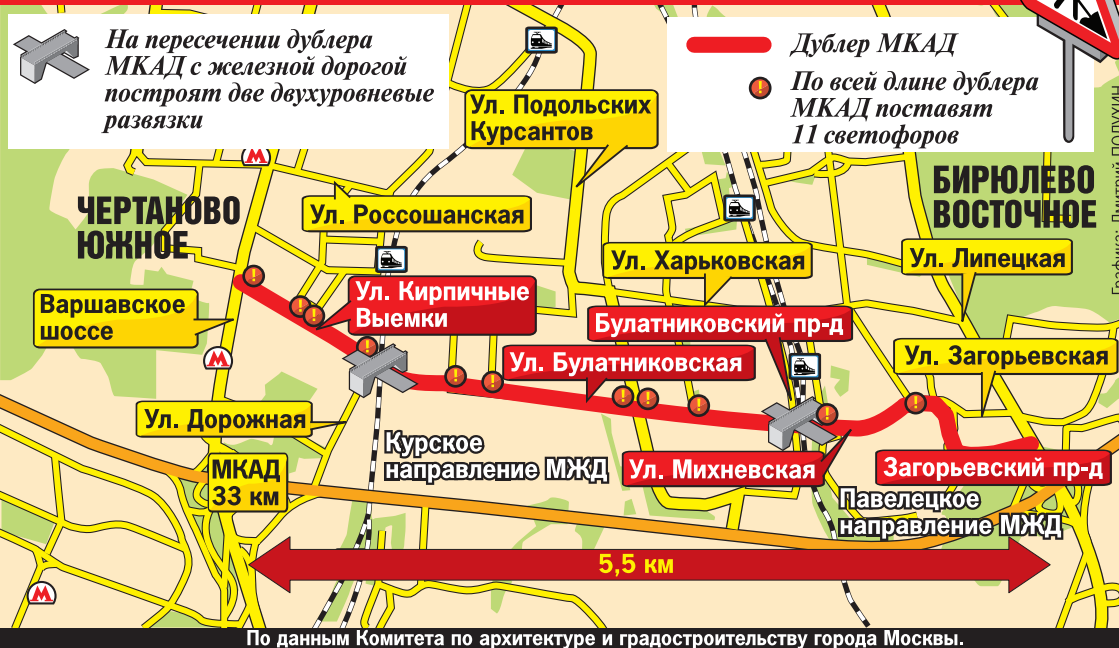 На пересечении дублера
МКАД с железной дорогой
построят две двухуровневые
развязки
Дублер МКАД
По всей длине дублера
МКАД поставят
11 светофоров
Ул. Подольских
Курсантов
М
ЧЕРТАНОВО
ЮЖНОЕ
Ул. Россошанская
БИРЮЛЕВО
ВОСТОЧНОЕ
Ул. Харьковская
Ул. Липецкая
Варшавское
шоссе
Ул. Кирпичные
Выемки
Булатниковский пр-д
М
Ул. Булатниковская
Ул. Загорьевская
Ул. Дорожная
Курское
направление МЖД
МКАД
33 км
Ул. Михневская
Загорьевский пр-д
Павелецкое
направление МЖД
5,5 км
М
По данным Комитета по архитектуре и градостроительству города Москвы.